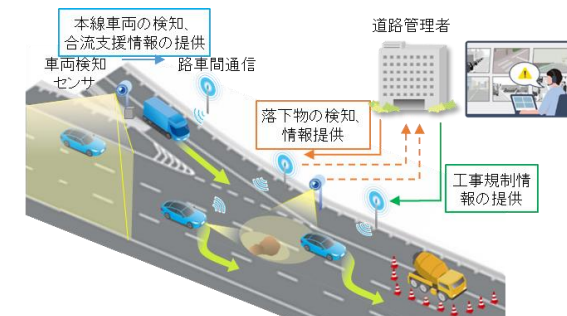 本線車両の検知、
合流支援情報の提供
車両検知
センサ
路車間通信
道路管理者
落下物の検知、
情報提供
工事規制情
報の提供